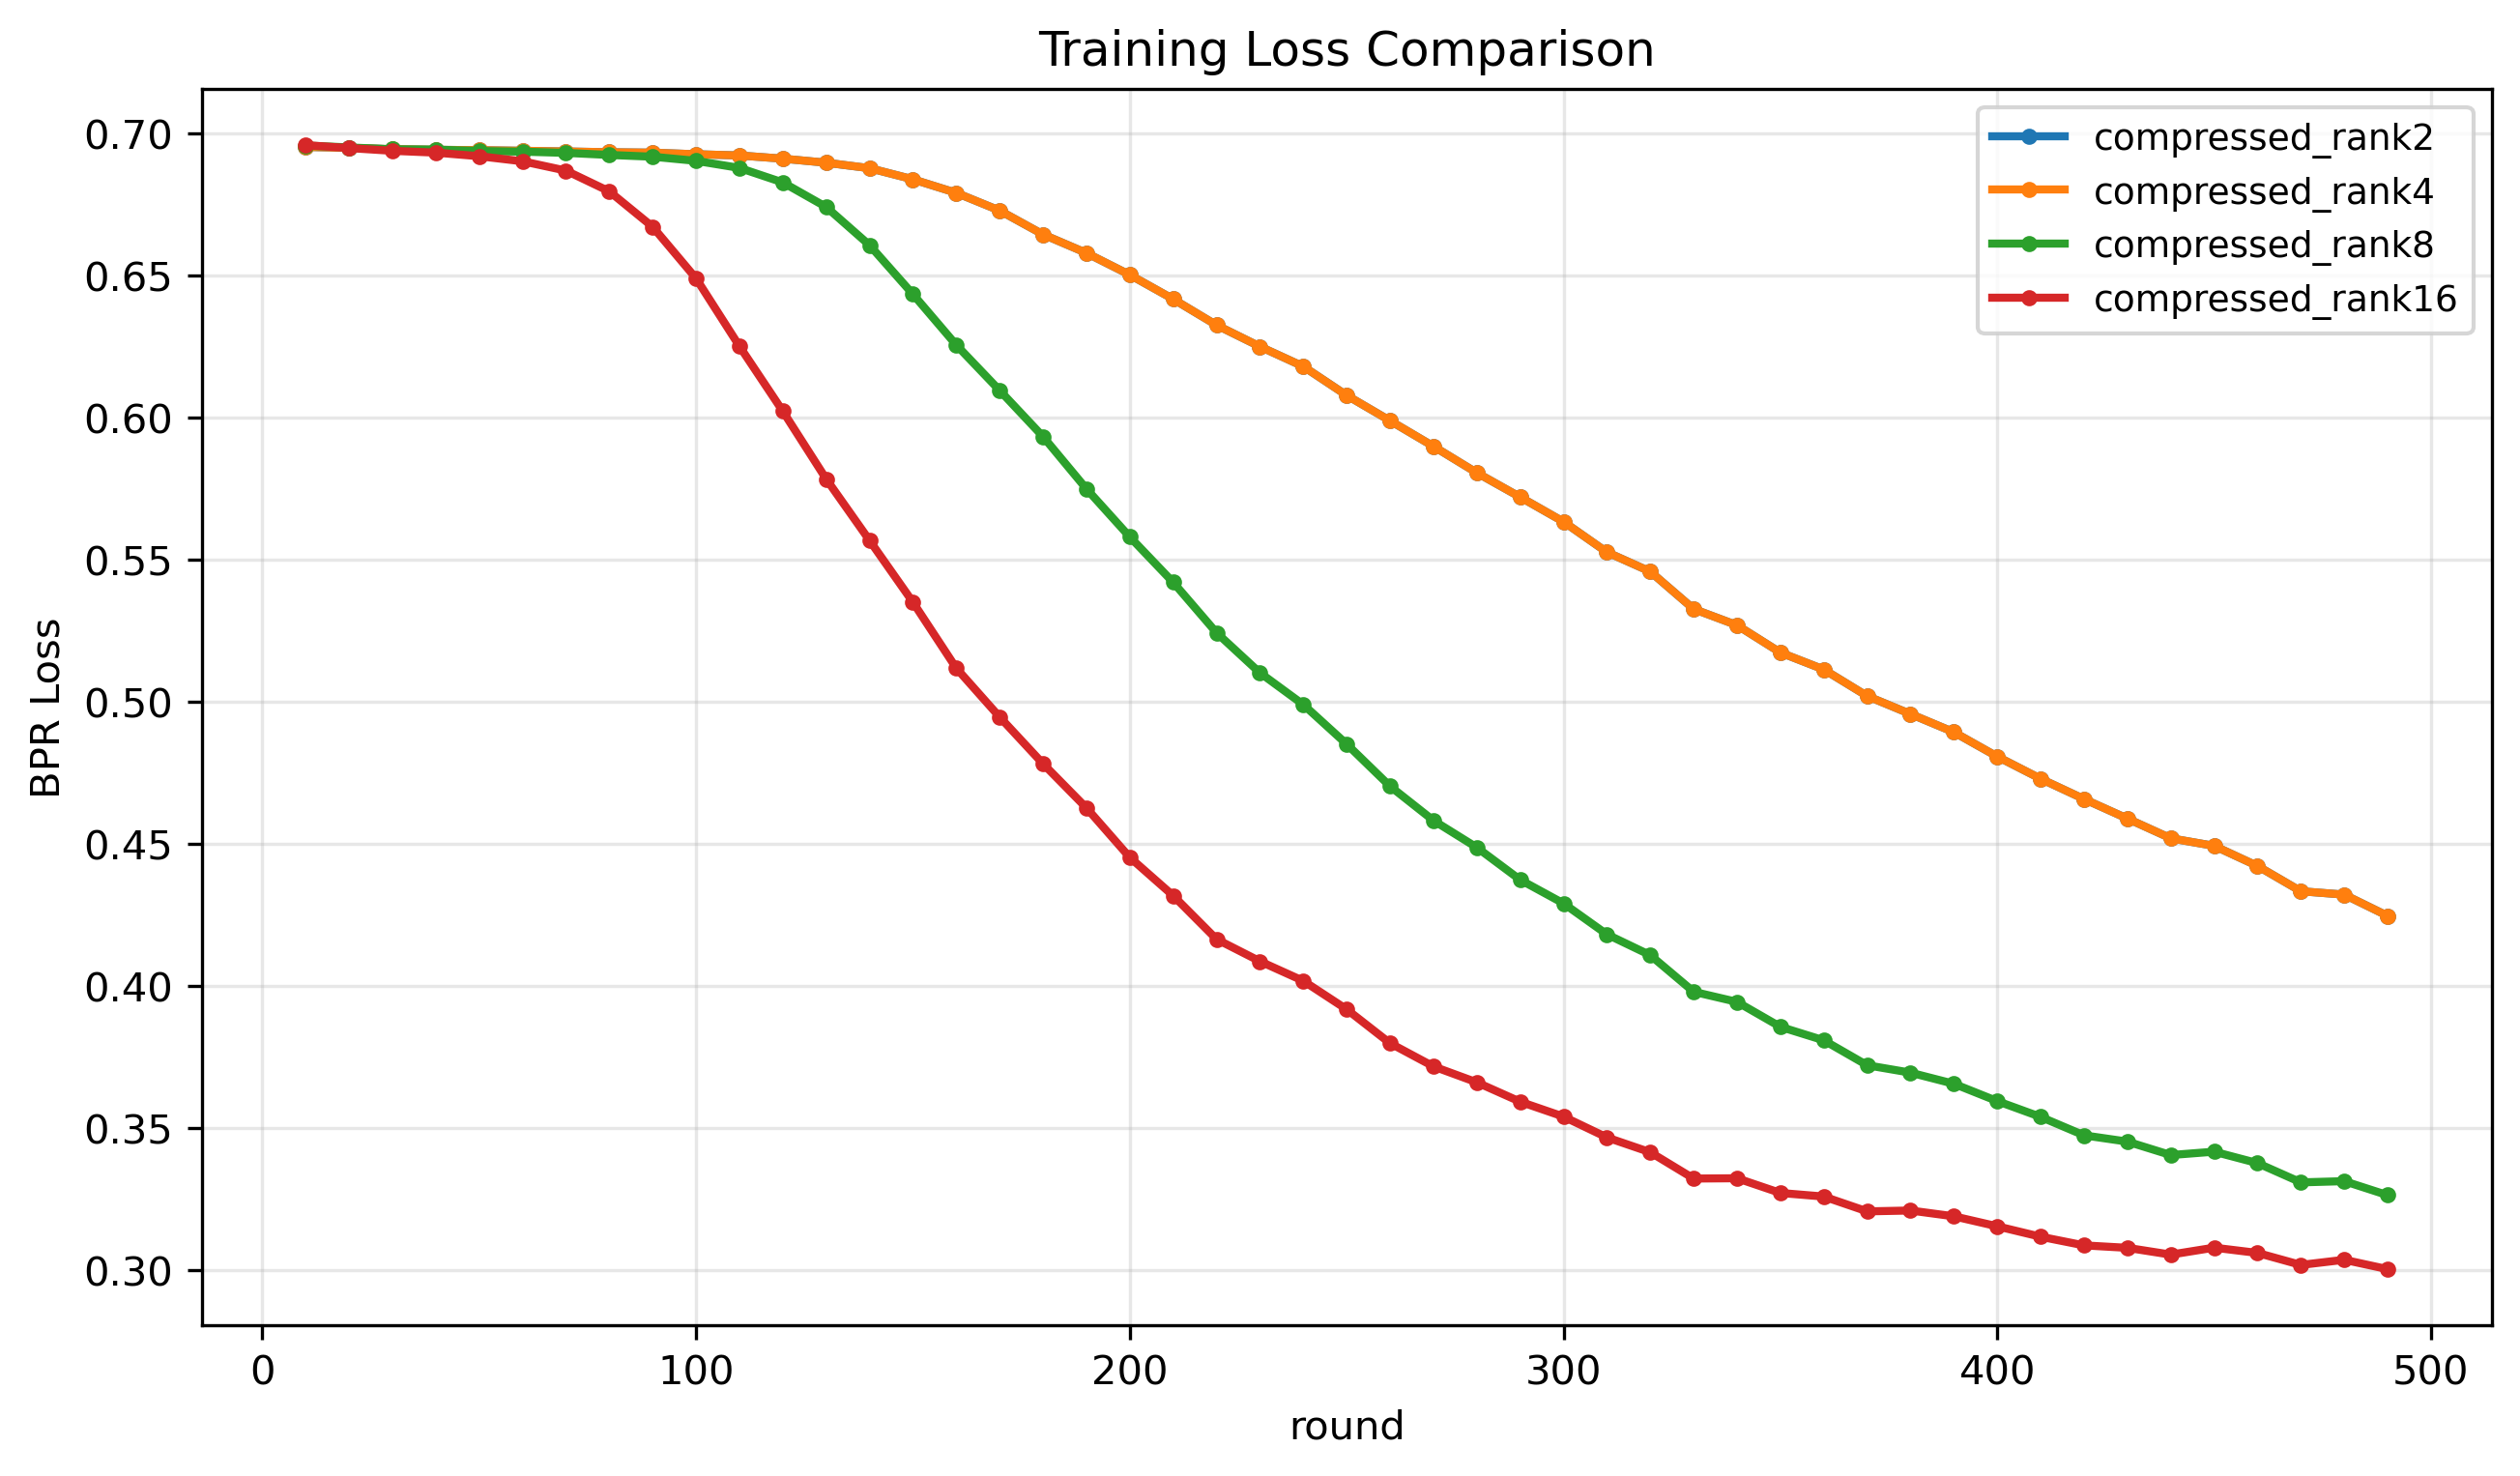 Training Loss Comparison
compressed_rank2
compressed_rank4
compressed_rank8
compressed_rank16
BPR Loss
0.70
0.65
0.60
0.55
0.50
0.45
0.40
0.35
0.30
0 100 200 300 400 500
round